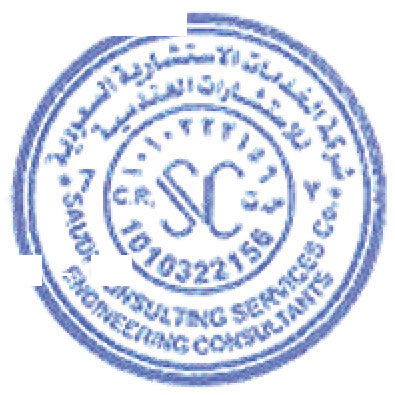 شركة الخدمات الاستشارية السعودية
للاستشارات الهندسية
١٠١٠٣٢٢١٥٦
C.R.
س.ت
SC
1010322156
SAUDI CONSULTING SERVICES Co.
ENGINEERING CONSULTANTS